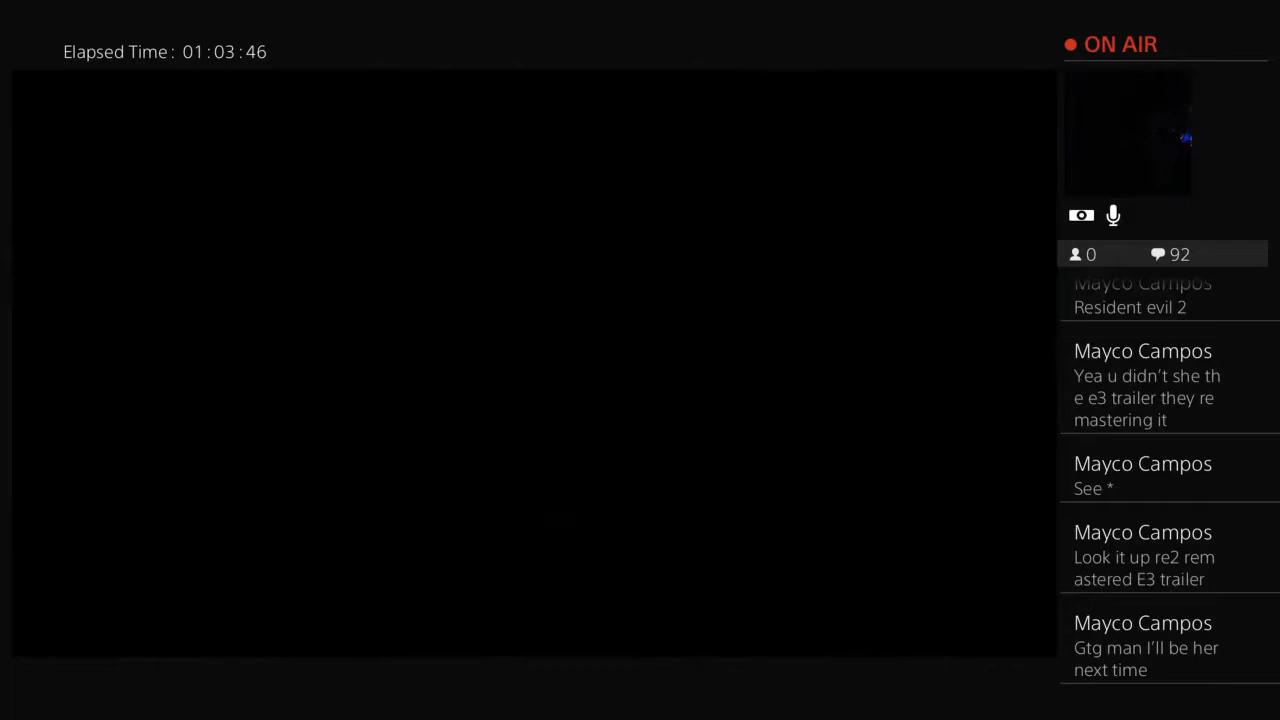 Elapsed Time: 01:03:46
ON AIR
0 92
Mayco Campos
Resident evil 2
Mayco Campos
Yea u didn't she th
e e3 trailer they re
mastering it
Mayco Campos
See *
Mayco Campos
Look it up re2 rem
astered E3 trailer
Mayco Campos
Gtg man I'll be her
next time